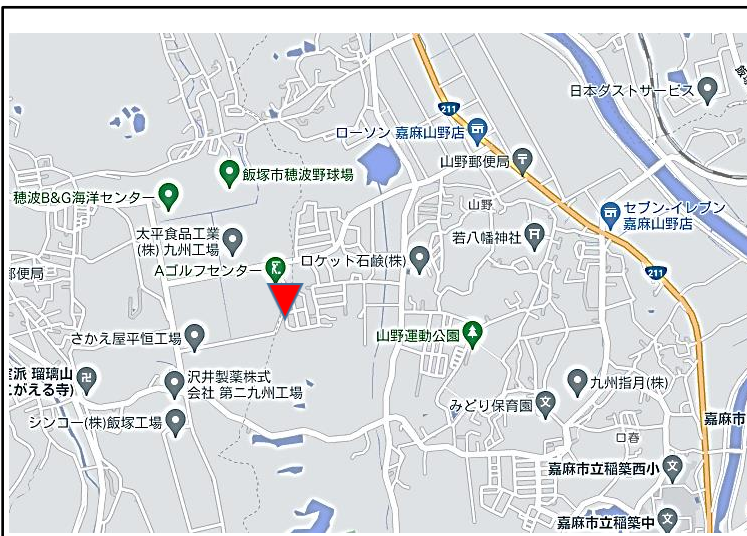 日本ダストサービス
211
ローソン 嘉麻山野店
山野郵便局
飯塚市穂波野球場
穂波B&G海洋センター
山野
セブン-イレブン
嘉麻山野店
太平食品工業
(株) 九州工場
若八幡神社
Aゴルフセンター
ロケット石鹸(株)
郵便局
211
さかえ屋平恒工場
山野運動公園
派 瑠璃山
がえる寺)
沢井製薬株式
会社 第二九州工場
九州指月(株)
みどり保育園
シンコー(株)飯塚工場
嘉麻市
口春
嘉麻市立稲築西小
嘉麻市立稲築中